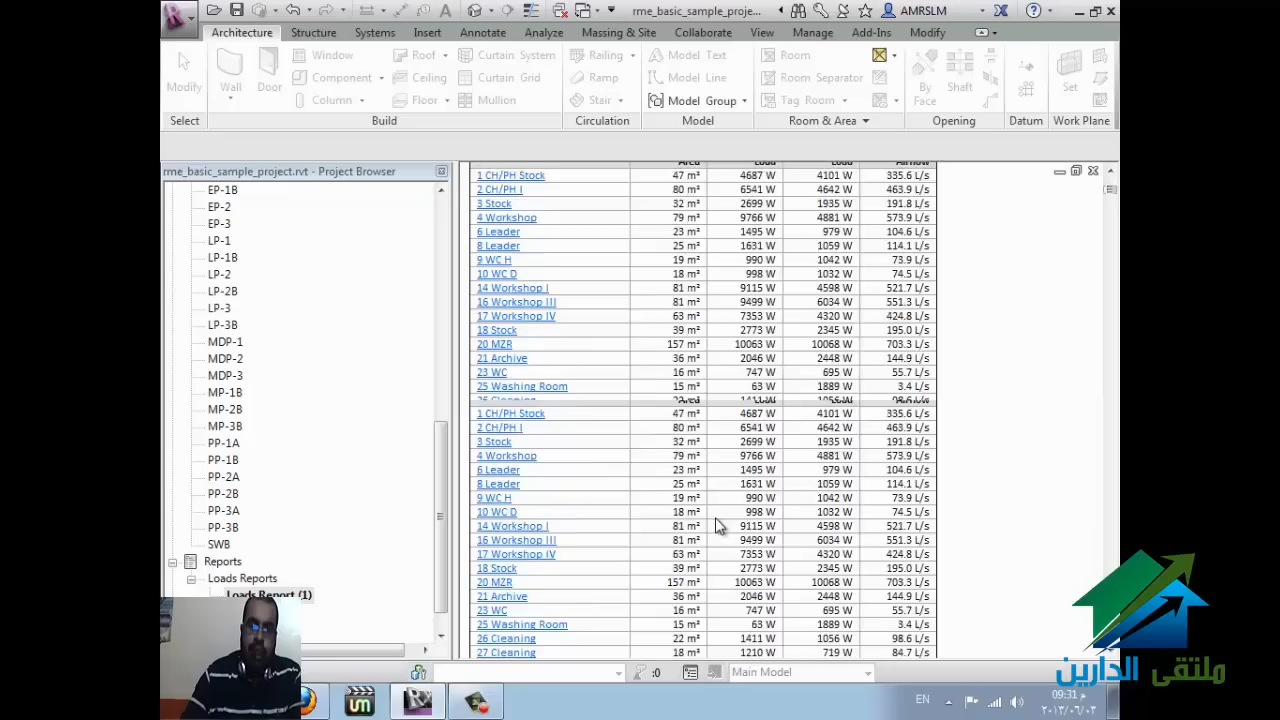 rme_basic_sample_proje...
AMRSLM
Architecture Structure Systems Insert Annotate Analyze Massing & Site Collaborate View Manage Add-Ins Modify
Window Roof Curtain System Railing Model Text Room
Modify Wall Door Component Ceiling Curtain Grid Ramp Model Line Room Separator By Face Shaft Set
Column Floor Mullion Stair Model Group Tag Room
Select Build Circulation Model Room & Area Opening Datum Work Plane
rme_basic_sample_project.rvt - Project Browser
EP-1B
EP-2
EP-3
LP-1
LP-1B
LP-2
LP-2B
LP-3
LP-3B
MDP-1
MDP-2
MDP-3
MP-1B
MP-2B
MP-3B
PP-1A
PP-1B
PP-2A
PP-2B
PP-3A
PP-3B
SWB
Reports
Loads Reports
Loads Report (1)
Area Load Load Airflow
1 CH/PH Stock 47 m² 4687 W 4101 W 335.6 L/s
2 CH/PH I 80 m² 6541 W 4642 W 463.9 L/s
3 Stock 32 m² 2699 W 1935 W 191.8 L/s
4 Workshop 79 m² 9766 W 4881 W 573.9 L/s
6 Leader 23 m² 1495 W 979 W 104.6 L/s
8 Leader 25 m² 1631 W 1059 W 114.1 L/s
9 WC H 19 m² 990 W 1042 W 73.9 L/s
10 WC D 18 m² 998 W 1032 W 74.5 L/s
14 Workshop I 81 m² 9115 W 4598 W 521.7 L/s
16 Workshop III 81 m² 9499 W 6034 W 551.3 L/s
17 Workshop IV 63 m² 7353 W 4320 W 424.8 L/s
18 Stock 39 m² 2773 W 2345 W 195.0 L/s
20 MZR 157 m² 10063 W 10068 W 703.3 L/s
21 Archive 36 m² 2046 W 2448 W 144.9 L/s
23 WC 16 m² 747 W 695 W 55.7 L/s
25 Washing Room 15 m² 63 W 1889 W 3.4 L/s
1 CH/PH Stock 47 m² 4687 W 4101 W 335.6 L/s
2 CH/PH I 80 m² 6541 W 4642 W 463.9 L/s
3 Stock 32 m² 2699 W 1935 W 191.8 L/s
4 Workshop 79 m² 9766 W 4881 W 573.9 L/s
6 Leader 23 m² 1495 W 979 W 104.6 L/s
8 Leader 25 m² 1631 W 1059 W 114.1 L/s
9 WC H 19 m² 990 W 1042 W 73.9 L/s
10 WC D 18 m² 998 W 1032 W 74.5 L/s
14 Workshop I 81 m² 9115 W 4598 W 521.7 L/s
16 Workshop III 81 m² 9499 W 6034 W 551.3 L/s
17 Workshop IV 63 m² 7353 W 4320 W 424.8 L/s
18 Stock 39 m² 2773 W 2345 W 195.0 L/s
20 MZR 157 m² 10063 W 10068 W 703.3 L/s
21 Archive 36 m² 2046 W 2448 W 144.9 L/s
23 WC 16 m² 747 W 695 W 55.7 L/s
25 Washing Room 15 m² 63 W 1889 W 3.4 L/s
26 Cleaning 22 m² 1411 W 1056 W 98.6 L/s
27 Cleaning 18 m² 1210 W 719 W 84.7 L/s
:0 Main Model
ملتقى الدارين
EN
09:31 م
٢٠١٣/٠٦/٠٣